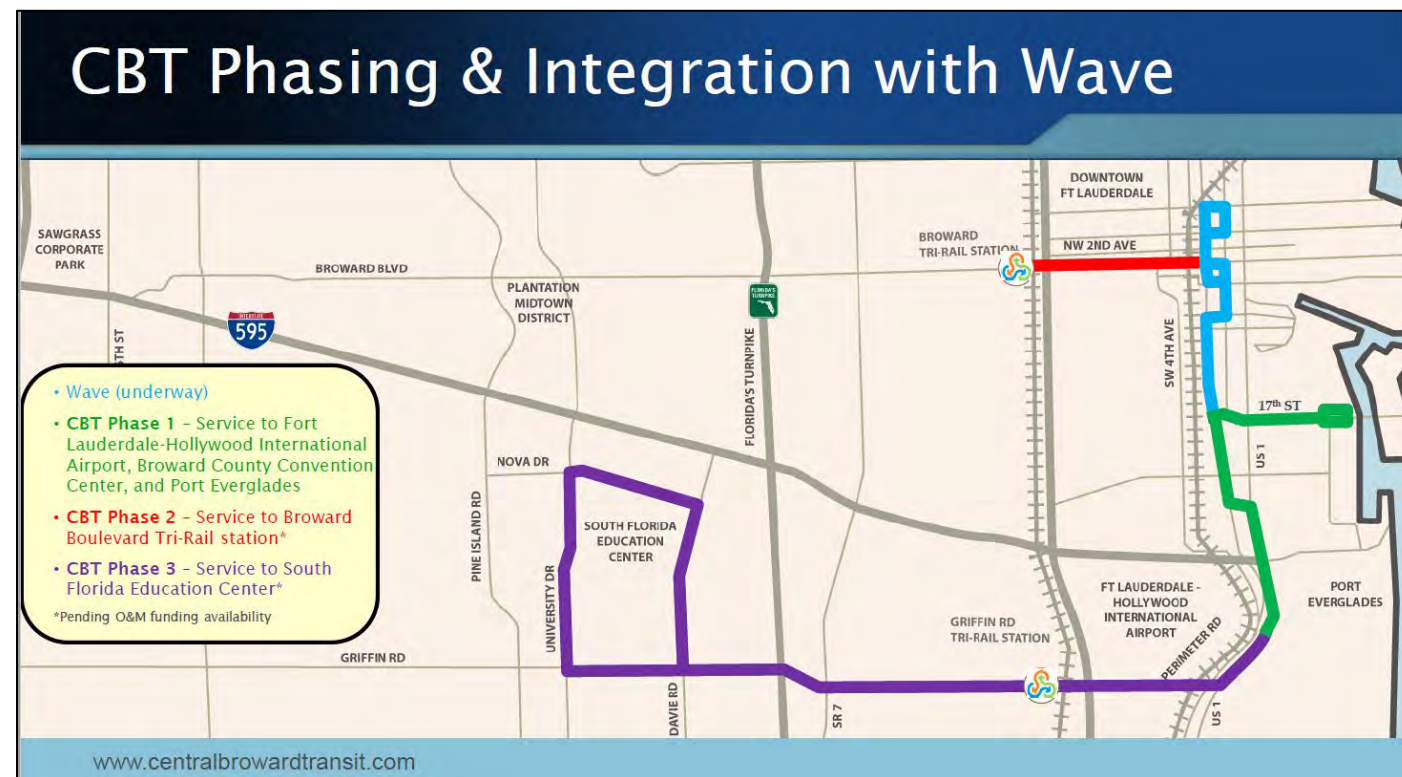 CBT Phasing & Integration with Wave
DOWNTOWN
FT LAUDERDALE
SAWGRASS
CORPORATE
PARK
BROWARD
TRI-RAIL STATION
NW 2ND AVE
BROWARD BLVD
PLANTATION
MIDTOWN
DISTRICT
FLORIDA'S
TURNPIKE
INTERSTATE
595
FLORIDA'S TURNPIKE
SW 4TH AVE
• Wave (underway)
• CBT Phase 1 – Service to Fort
Lauderdale-Hollywood International
Airport, Broward County Convention
Center, and Port Everglades
• CBT Phase 2 – Service to Broward
Boulevard Tri-Rail station*
• CBT Phase 3 – Service to South
Florida Education Center*
*Pending O&M funding availability
17th ST
US 1
NOVA DR
PINE ISLAND RD
SOUTH FLORIDA
EDUCATION
CENTER
UNIVERSITY DR
FT LAUDERDALE -
HOLLYWOOD
INTERNATIONAL
AIRPORT
PORT
EVERGLADES
GRIFFIN RD
TRI-RAIL STATION
PERIMETER RD
GRIFFIN RD
DAVIE RD
SR 7
US 1
www.centralbrowardtransit.com